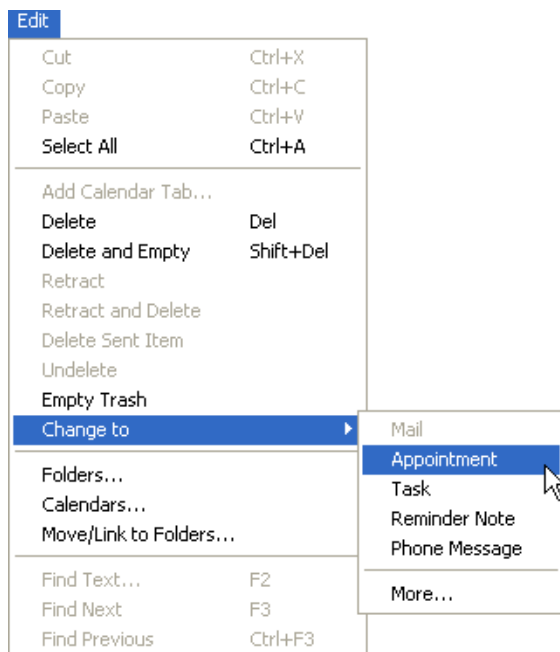 Edit
Cut Ctrl+X
Copy Ctrl+C
Paste Ctrl+V
Select All Ctrl+A
Add Calendar Tab...
Delete Del
Delete and Empty Shift+Del
Retract
Retract and Delete
Delete Sent Item
Undelete
Empty Trash
Change to
Mail
Appointment
Task
Reminder Note
Phone Message
More...
Folders...
Calendars...
Move/Link to Folders...
Find Text... F2
Find Next F3
Find Previous Ctrl+F3